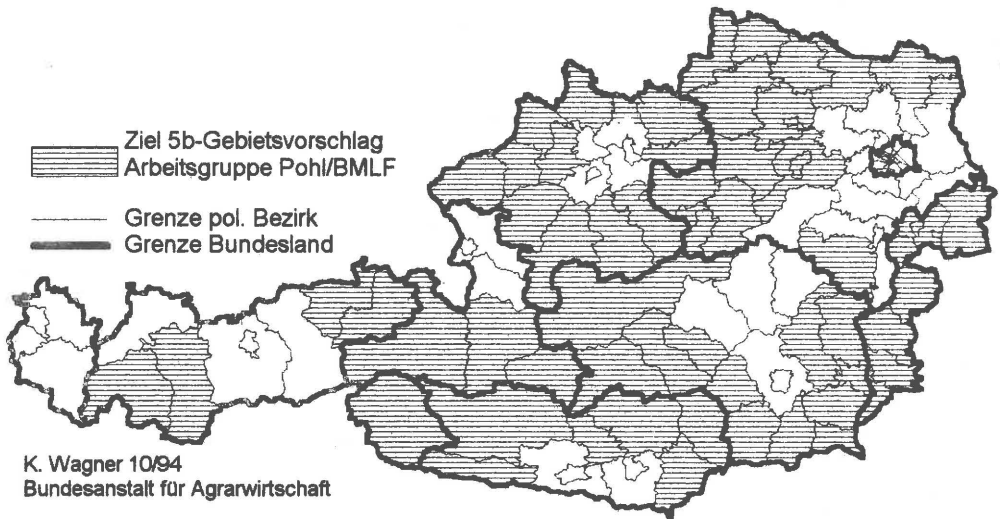 Ziel 5b-Gebietsvorschlag
Arbeitsgruppe Pohl/BMLF
Grenze pol. Bezirk
Grenze Bundesland
K. Wagner 10/94
Bundesanstalt für Agrarwirtschaft